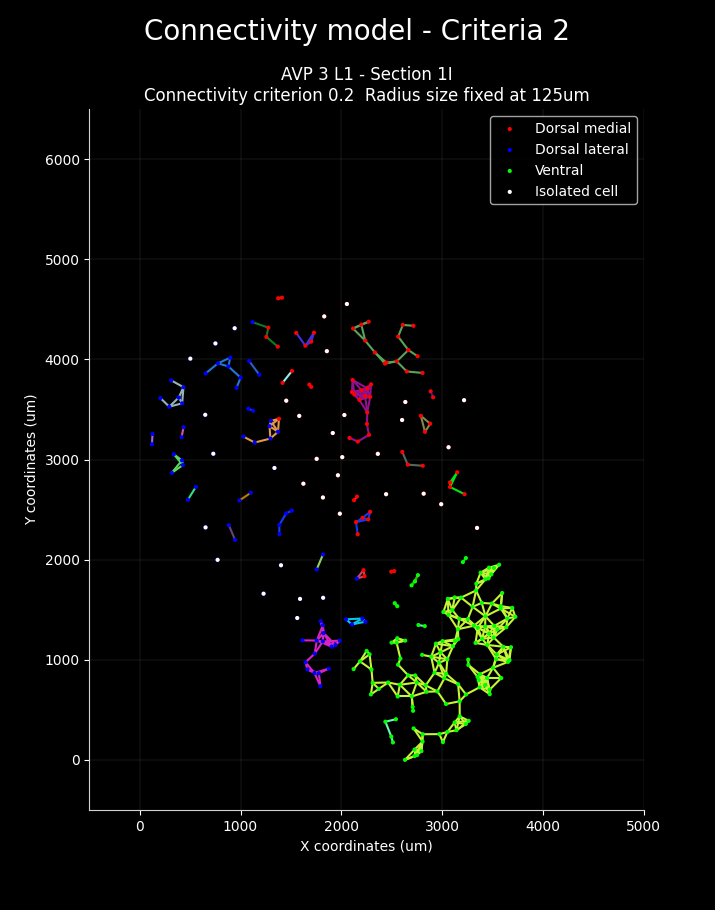 Connectivity model - Criteria 2
AVP 3 L1 - Section 1I
Connectivity criterion 0.2  Radius size fixed at 125um
Dorsal medial
Dorsal lateral
Ventral
Isolated cell
6000
5000
4000
3000
2000
1000
0
Y coordinates (um)
0 1000 2000 3000 4000 5000
X coordinates (um)